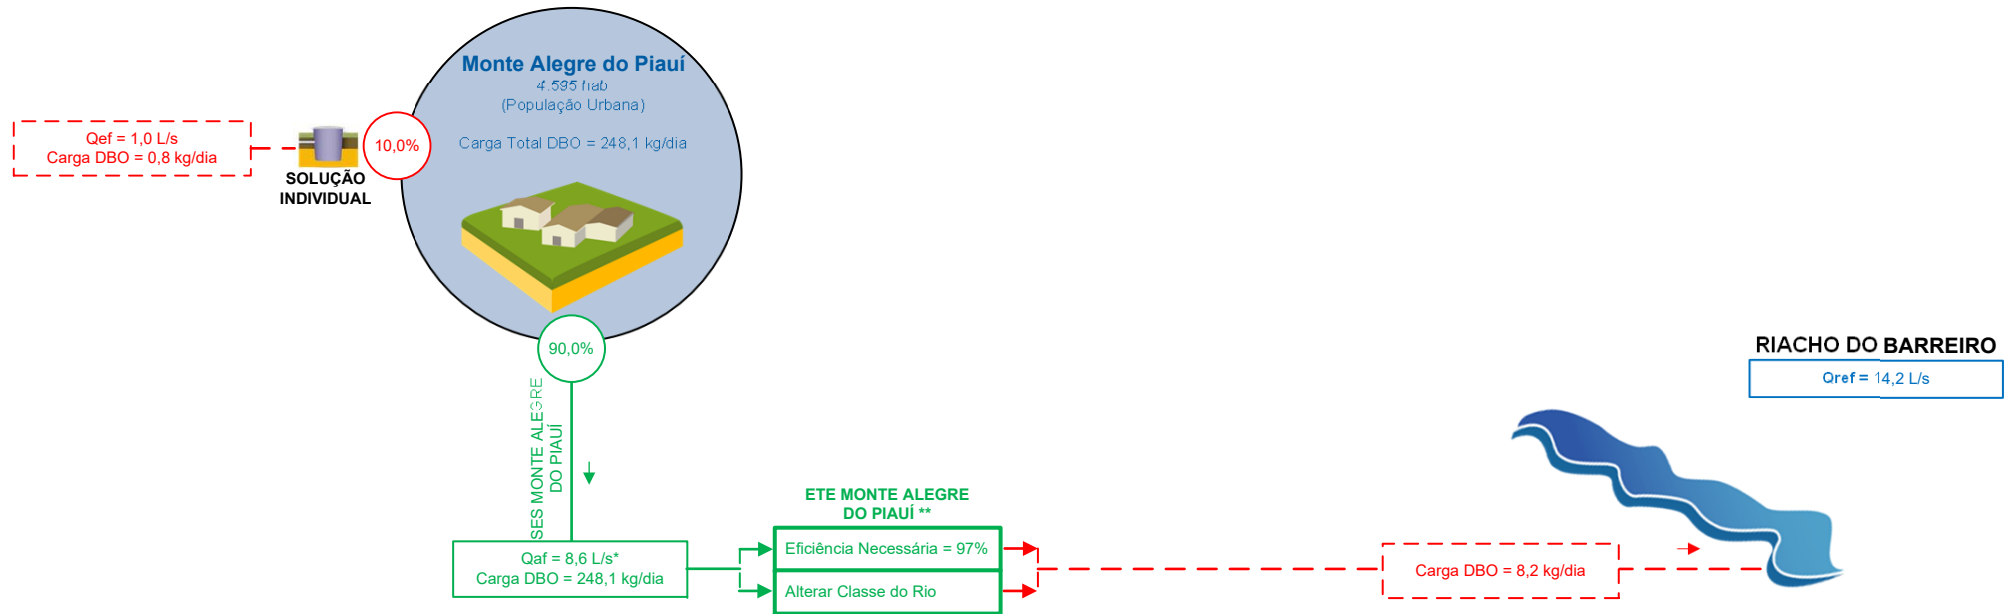 Monte Alegre do Piauí
4.595 hab
(População Urbana)
Carga Total DBO = 248,1 kg/dia
Qef = 1,0 L/s
Carga DBO = 0,8 kg/dia
10,0%
SOLUÇÃO
INDIVIDUAL
90,0%
SES MONTE ALEGRE
DO PIAUÍ
RIACHO DO BARREIRO
Qref = 14,2 L/s
ETE MONTE ALEGRE
DO PIAUÍ **
Qaf = 8,6 L/s*
Carga DBO = 248,1 kg/dia
Eficiência Necessária = 97%
Alterar Classe do Rio
Carga DBO = 8,2 kg/dia